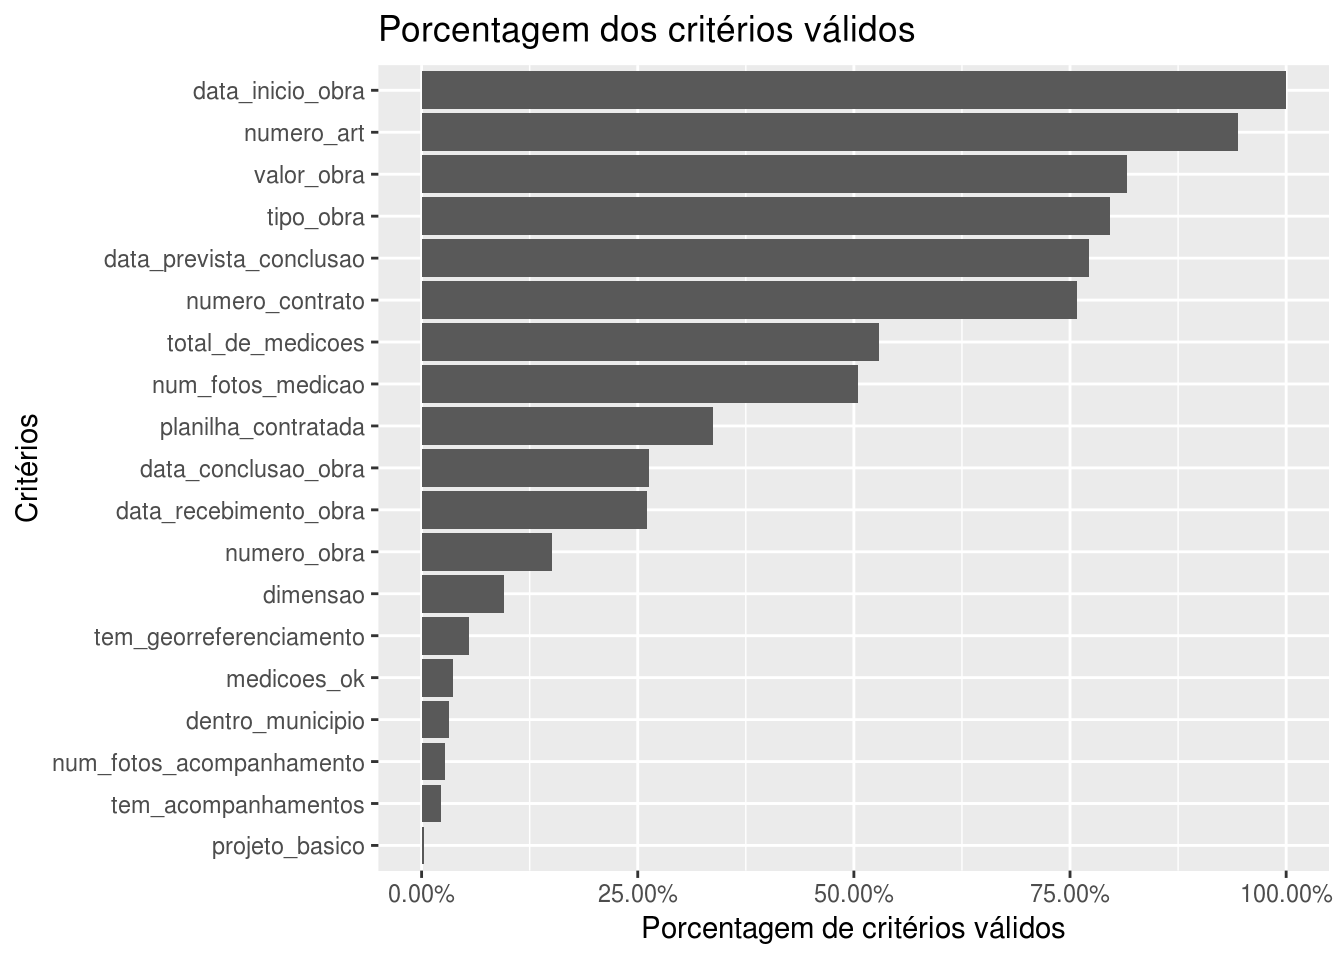 Porcentagem dos critérios válidos
data_inicio_obra
numero_art
valor_obra
tipo_obra
data_prevista_conclusao
numero_contrato
total_de_medicoes
num_fotos_medicao
planilha_contratada
data_conclusao_obra
data_recebimento_obra
numero_obra
dimensao
tem_georreferenciamento
medicoes_ok
dentro_municipio
num_fotos_acompanhamento
tem_acompanhamentos
projeto_basico
Critérios
0.00% 25.00% 50.00% 75.00% 100.00%
Porcentagem de critérios válidos